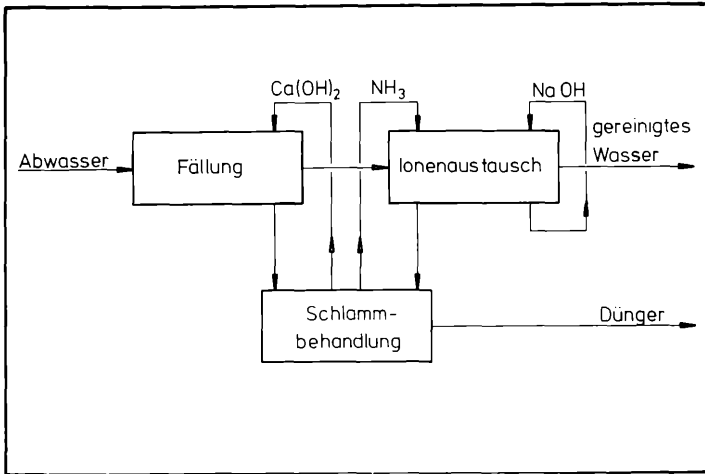 Ca(OH)₂
NH₃
NaOH
Abwasser
Fällung
Ionenaustausch
gereinigtes
Wasser
Schlamm-
behandlung
Dünger